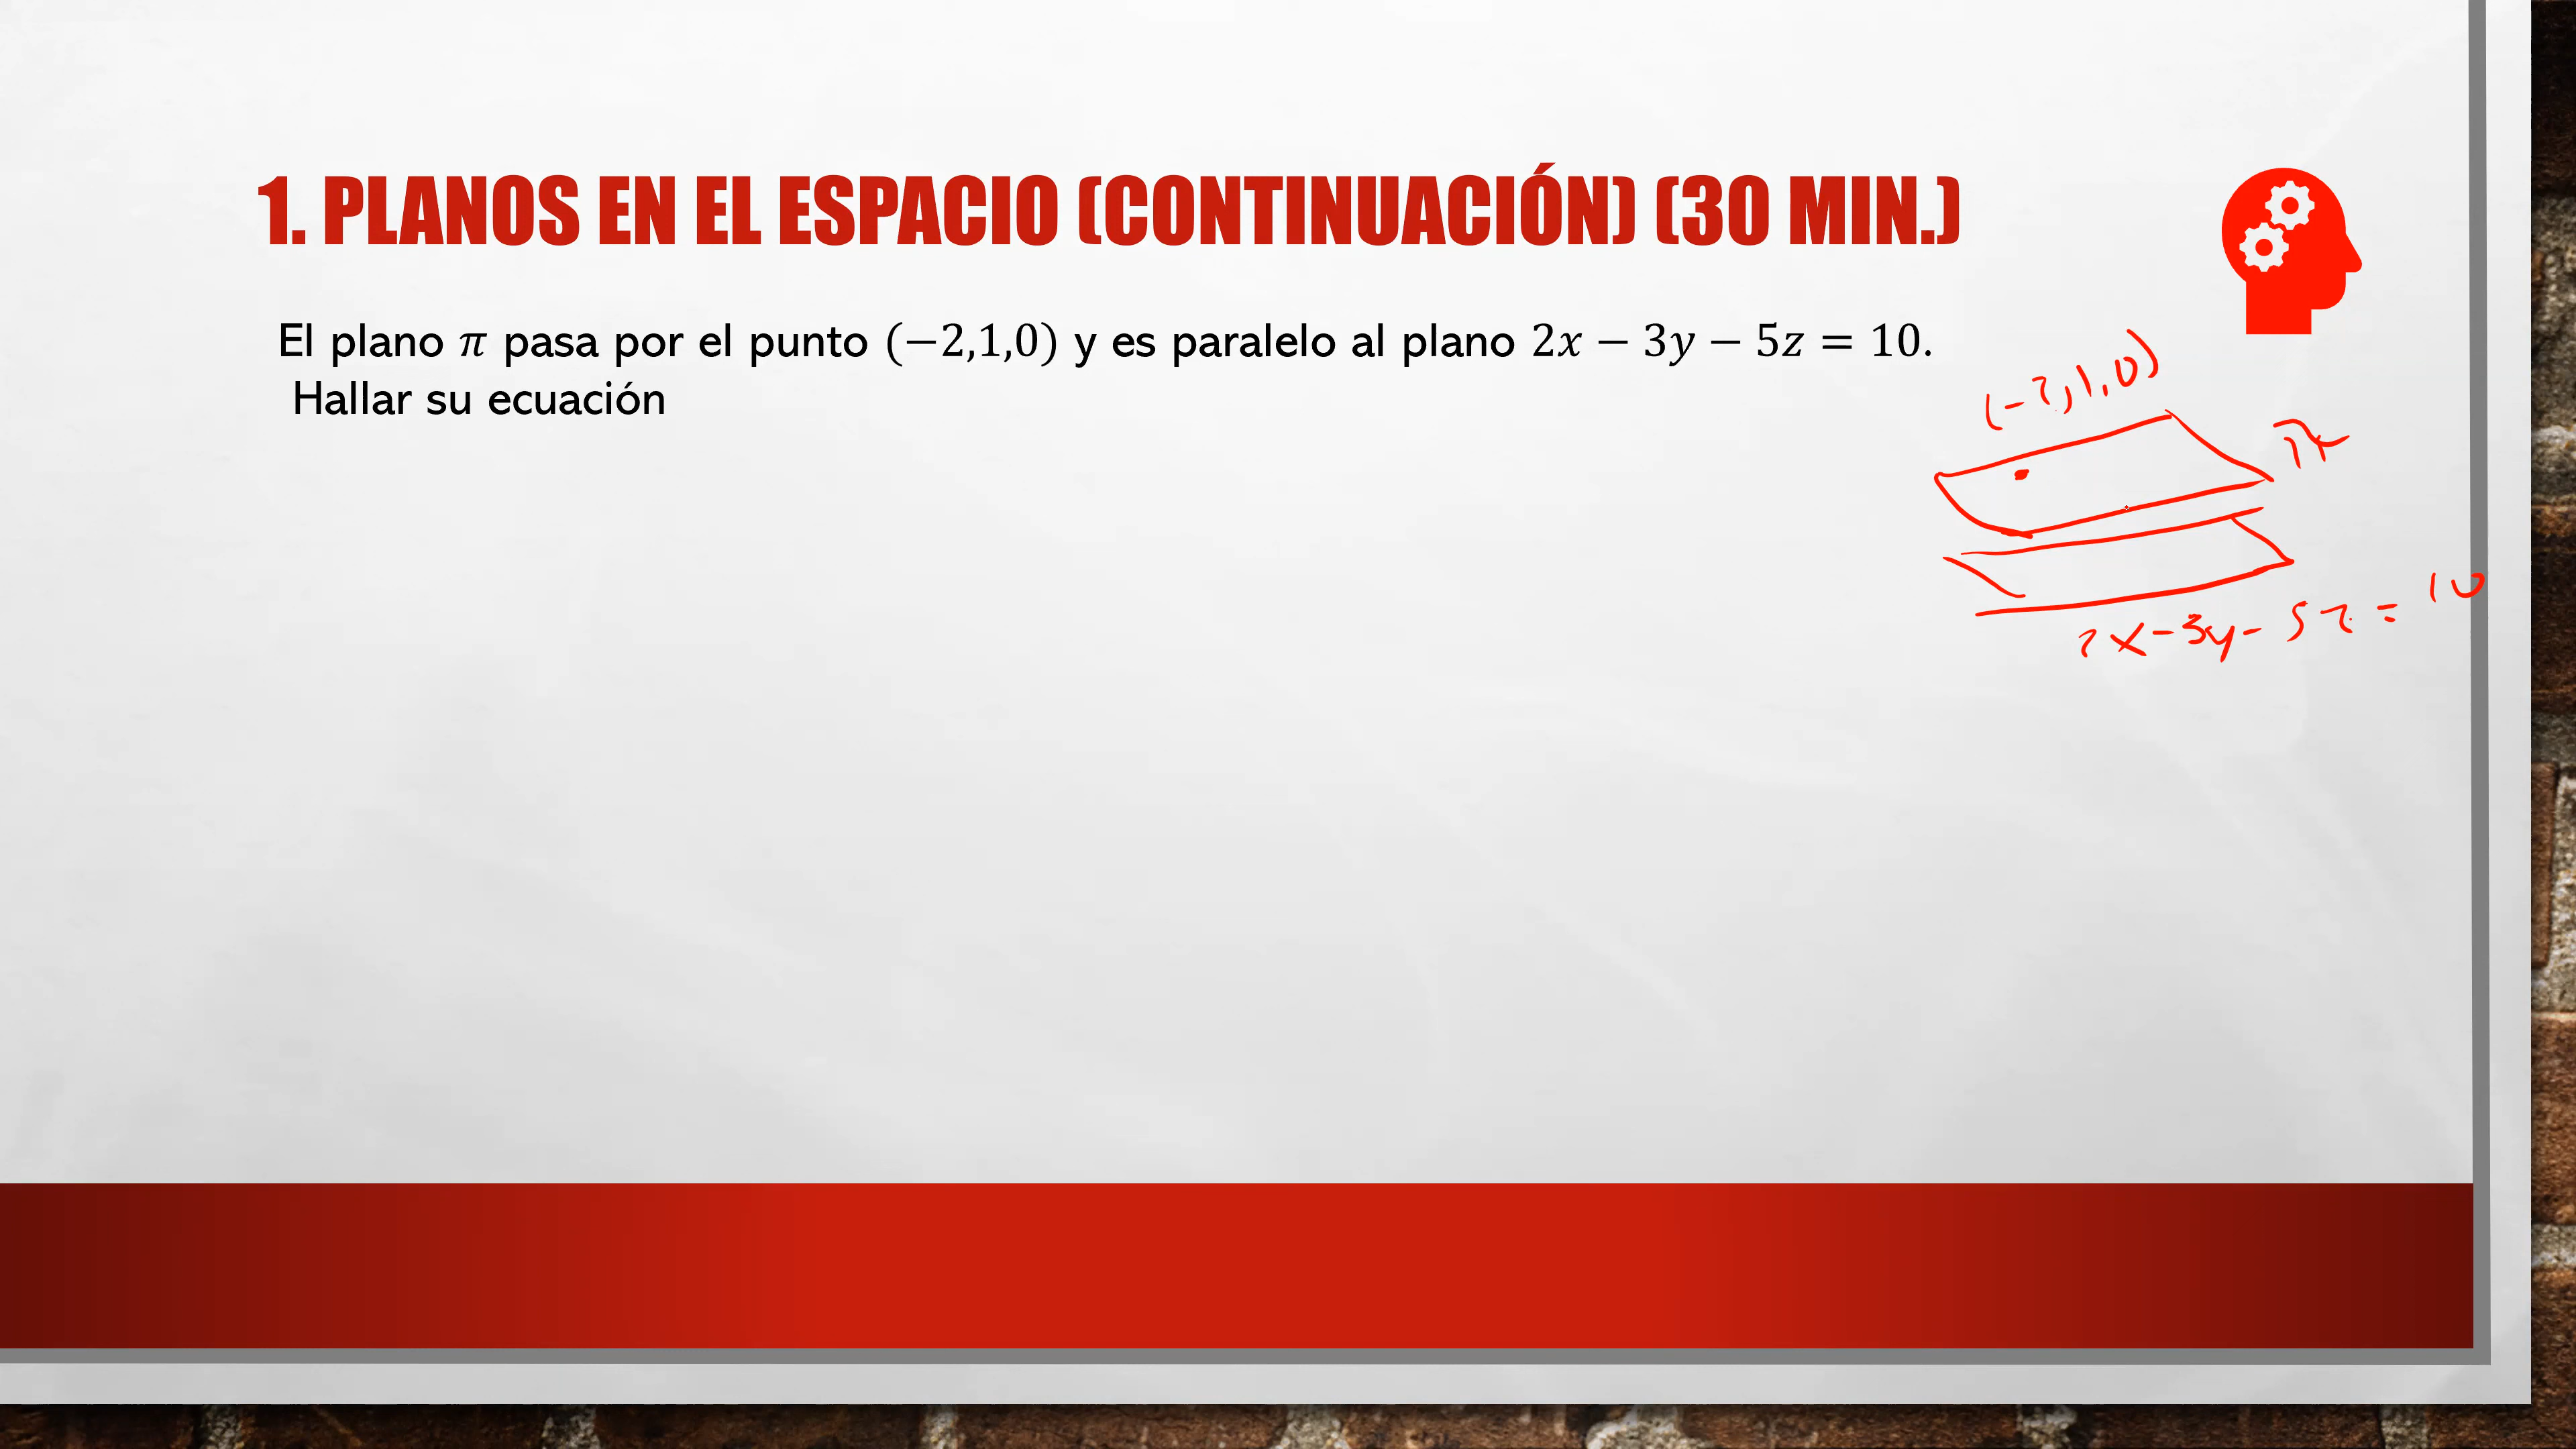 1. PLANOS EN EL ESPACIO (CONTINUACIÓN) (30 MIN.)
El plano π pasa por el punto (−2,1,0) y es paralelo al plano 2x − 3y − 5z = 10.
Hallar su ecuación
(-2,1,0)
π
2x-3y-5z=10